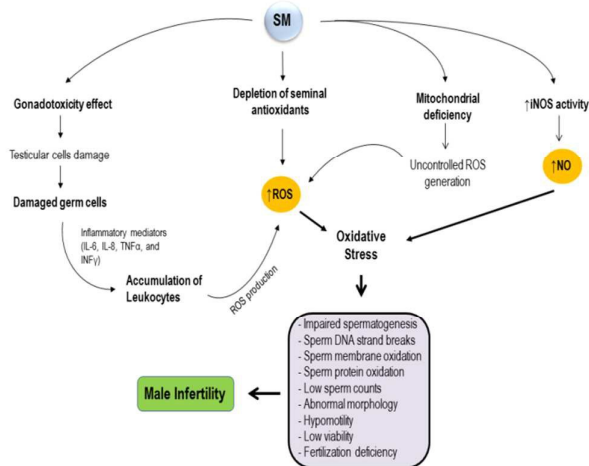 SM
Gonadotoxicity effect
Testicular cells damage
Damaged germ cells
Inflammatory mediators
(IL-6, IL-8, TNFα, and
INFγ)
Accumulation of
Leukocytes
ROS production
Depletion of seminal
antioxidants
↑ROS
Mitochondrial
deficiency
Uncontrolled ROS
generation
↑iNOS activity
↑NO
Oxidative
Stress
- Impaired spermatogenesis
- Sperm DNA strand breaks
- Sperm membrane oxidation
- Sperm protein oxidation
- Low sperm counts
- Abnormal morphology
- Hypomotility
- Low viability
- Fertilization deficiency
Male Infertility